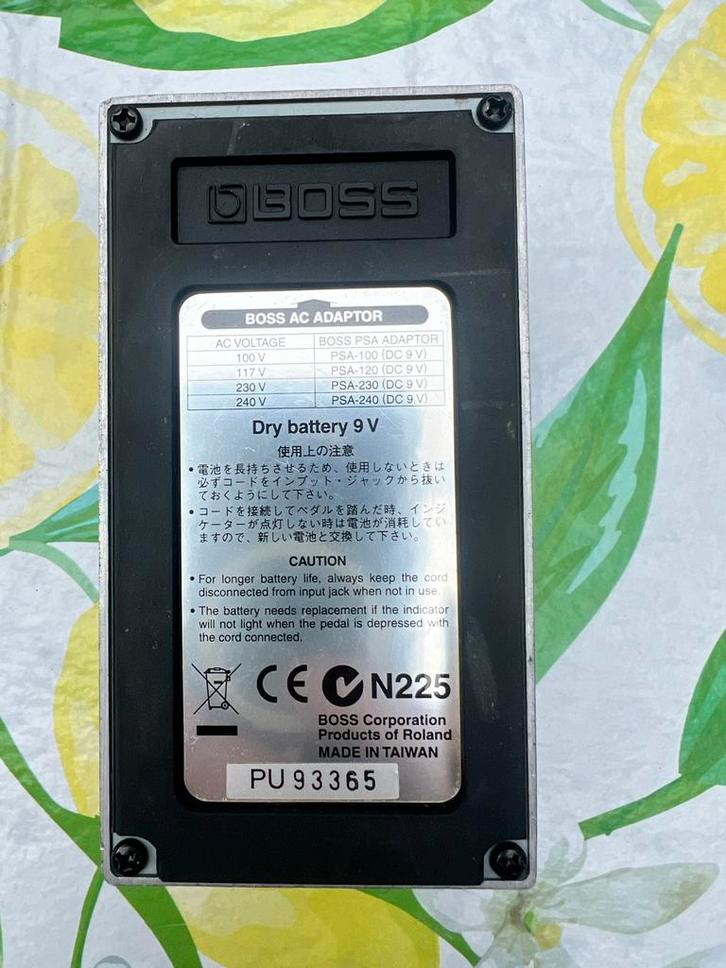 BOSS
BOSS AC ADAPTOR
AC VOLTAGE BOSS PSA ADAPTOR
100 V PSA-100 (DC 9 V)
117 V PSA-120 (DC 9 V)
230 V PSA-230 (DC 9 V)
240 V PSA-240 (DC 9 V)
Dry battery 9 V
使用上の注意
• 電池を長持ちさせるため、使用しないときは
必ずコードをインプット・ジャックから抜い
ておくようにして下さい。
• コードを接続してペダルを踏んだ時、インジ
ケーターが点灯しない時は電池が消耗してい
ますので、新しい電池と交換して下さい。
CAUTION
• For longer battery life, always keep the cord
disconnected from input jack when not in use.
• The battery needs replacement if the indicator
will not light when the pedal is depressed with
the cord connected.
CE N225
BOSS Corporation
Products of Roland
MADE IN TAIWAN
PU 93365